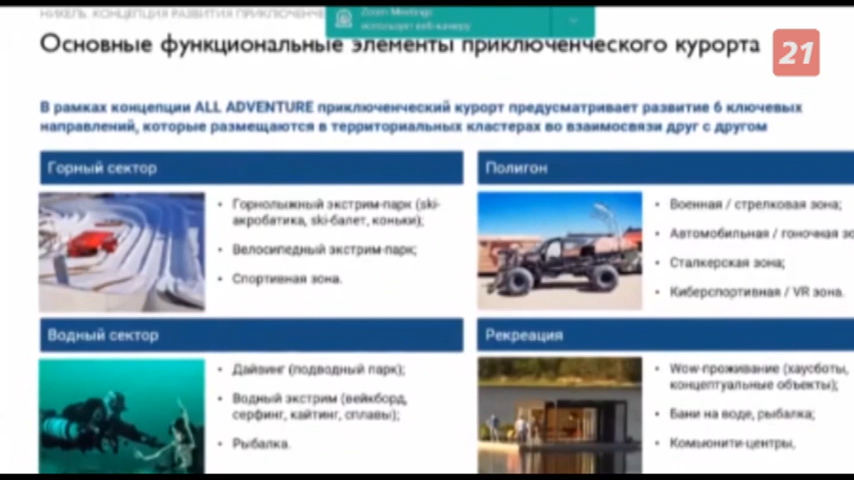 НИКЕЛЬ. КОНЦЕПЦИЯ РАЗВИТИЯ ПРИКЛЮЧЕНЧЕ
Zoom Meetings
использует веб-камеру
Основные функциональные элементы приключенческого курорта
21
В рамках концепции ALL ADVENTURE приключенческий курорт предусматривает развитие 6 ключевых
направлений, которые размещаются в территориальных кластерах во взаимосвязи друг с другом
Горный сектор
• Горнолыжный экстрим-парк (ski-
акробатика, ski-балет, коньки);
• Велосипедный экстрим-парк;
• Спортивная зона.
Полигон
• Военная / стрелковая зона;
• Автомобильная / гоночная зо
• Сталкерская зона;
• Киберспортивная / VR зона.
Водный сектор
• Дайвинг (подводный парк);
• Водный экстрим (вейкборд,
серфинг, кайтинг, сплавы);
• Рыбалка.
Рекреация
• Wow-проживание (хаусботы,
концептуальные объекты);
• Бани на воде, рыбалка;
• Комьюнити-центры,